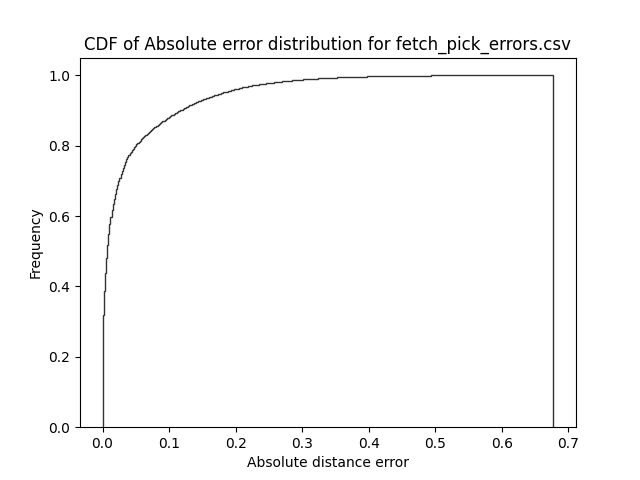 CDF of Absolute error distribution for fetch_pick_errors.csv
1.0
0.8
0.6
0.4
0.2
0.0
Frequency
0.0 0.1 0.2 0.3 0.4 0.5 0.6 0.7
Absolute distance error